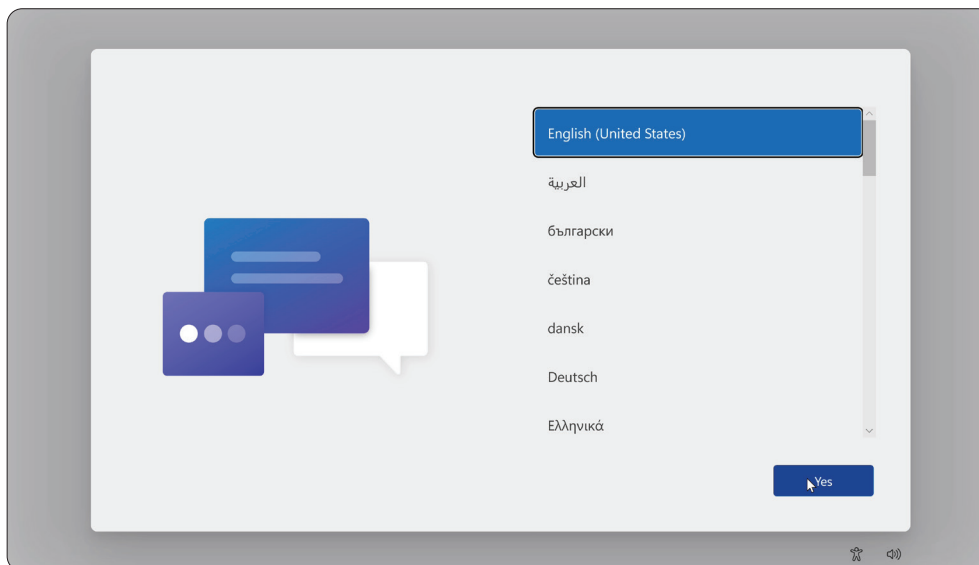 English (United States)
العربية
български
čeština
dansk
Deutsch
Ελληνικά
Yes